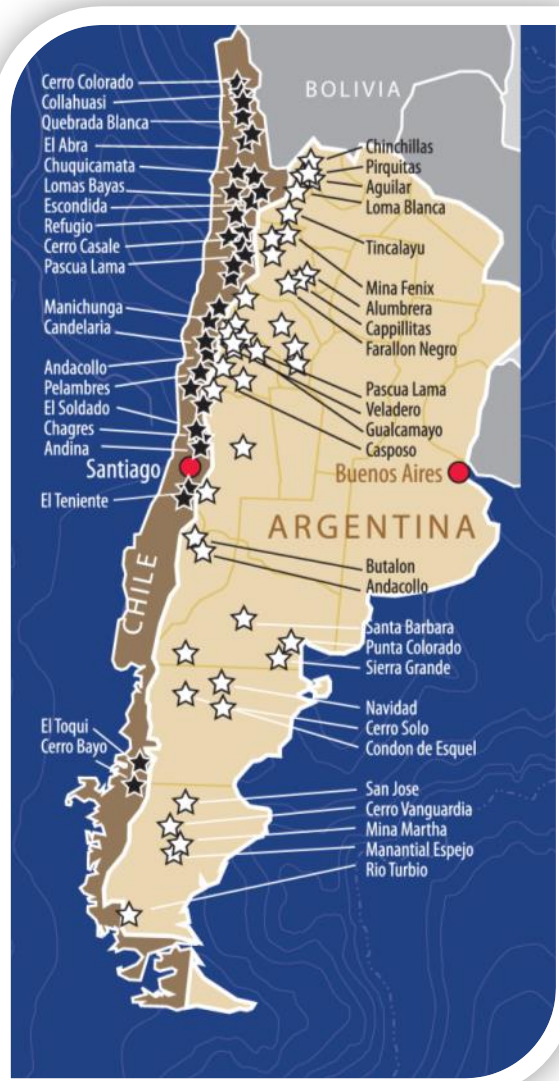 BOLIVIA
Cerro Colorado
Collahuasi
Quebrada Blanca
El Abra
Chuquicamata
Lomas Bayas
Escondida
Refugio
Cerro Casale
Pascua Lama
Manichunga
Candelaria
Andacollo
Pelambres
El Soldado
Chagres
Andina
Santiago
El Teniente
CHILE
El Toqui
Cerro Bayo
Chinchillas
Pirquitas
Aguilar
Loma Blanca
Tincalayu
Mina Fenix
Alumbrera
Cappillitas
Farallon Negro
Pascua Lama
Veladero
Gualcamayo
Casposo
Buenos Aires
ARGENTINA
Butalon
Andacollo
Santa Barbara
Punta Colorado
Sierra Grande
Navidad
Cerro Solo
Condon de Esquel
San Jose
Cerro Vanguardia
Mina Martha
Manantial Espejo
Rio Turbio